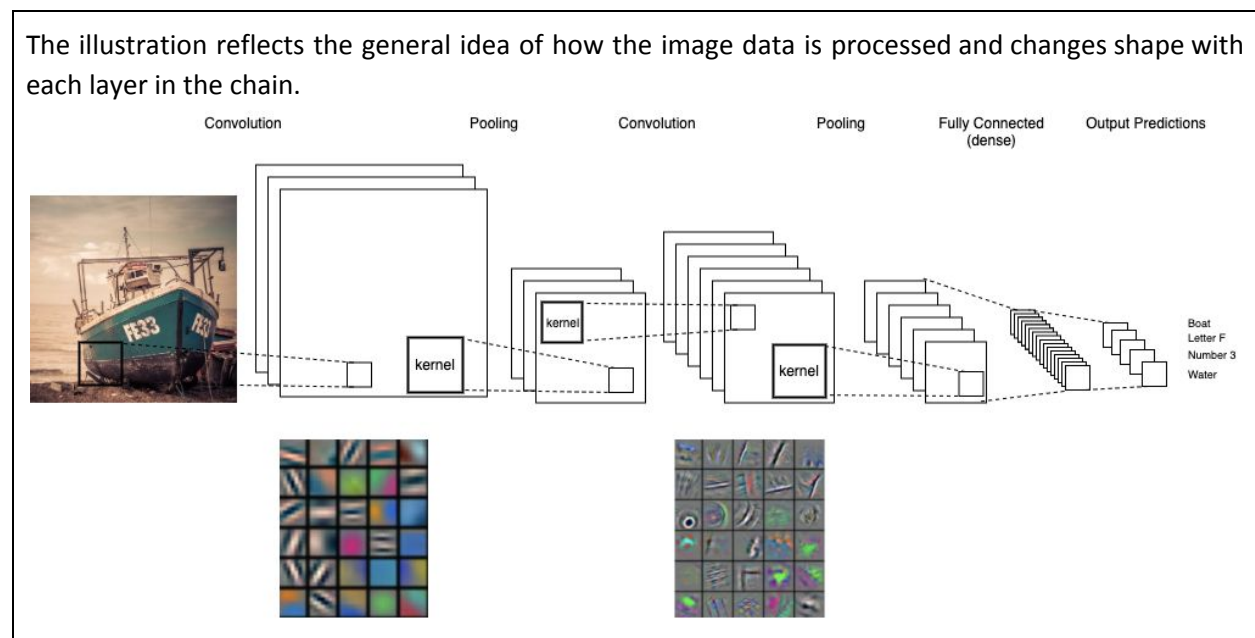 The illustration reflects the general idea of how the image data is processed and changes shape with
each layer in the chain.
Convolution
Pooling
Convolution
Pooling
Fully Connected
(dense)
Output Predictions
FE33
kernel
kernel
kernel
Boat
Letter F
Number 3
Water